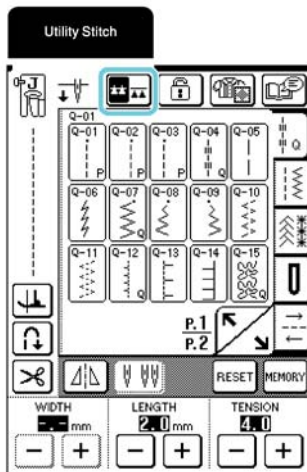 Utility Stitch
J
Q-01
Q-01 Q-02 Q-03 Q-04 Q-05
P P P Q
Q
Q-06 Q-07 Q-08 Q-09 Q-10
Q
Q-11 Q-12 Q-13 Q-14 Q-15
Q Q
P.1
P.2
RESET MEMORY
WIDTH LENGTH TENSION
-.- mm 2.0 mm 4.0
- + - + - +